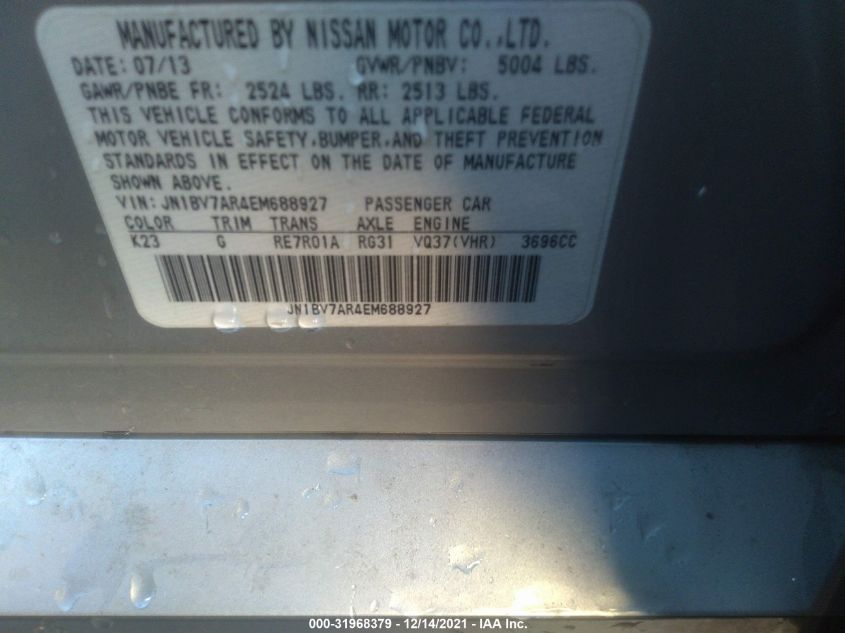 MANUFACTURED BY NISSAN MOTOR CO.,LTD.
DATE: 07/13 GVWR/PNBV: 5004 LBS.
GAWR/PNBE FR: 2524 LBS. RR: 2513 LBS.
THIS VEHICLE CONFORMS TO ALL APPLICABLE FEDERAL
MOTOR VEHICLE SAFETY,BUMPER,AND THEFT PREVENTION
STANDARDS IN EFFECT ON THE DATE OF MANUFACTURE
SHOWN ABOVE.
VIN: JN1BV7AR4EM688927 PASSENGER CAR
COLOR TRIM TRANS AXLE ENGINE
K23 G RE7R01A RG31 VQ37(VHR) 3696CC
JN1BV7AR4EM688927
000-31968379 - 12/14/2021 - IAA Inc.